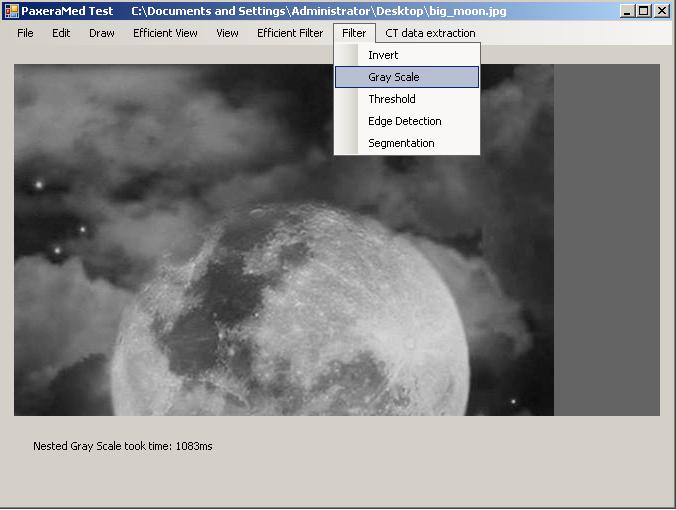 PaxeraMed Test C:\Documents and Settings\Administrator\Desktop\big_moon.jpg
File Edit Draw Efficient View View Efficient Filter Filter CT data extraction
Invert
Gray Scale
Threshold
Edge Detection
Segmentation
Nested Gray Scale took time: 1083ms